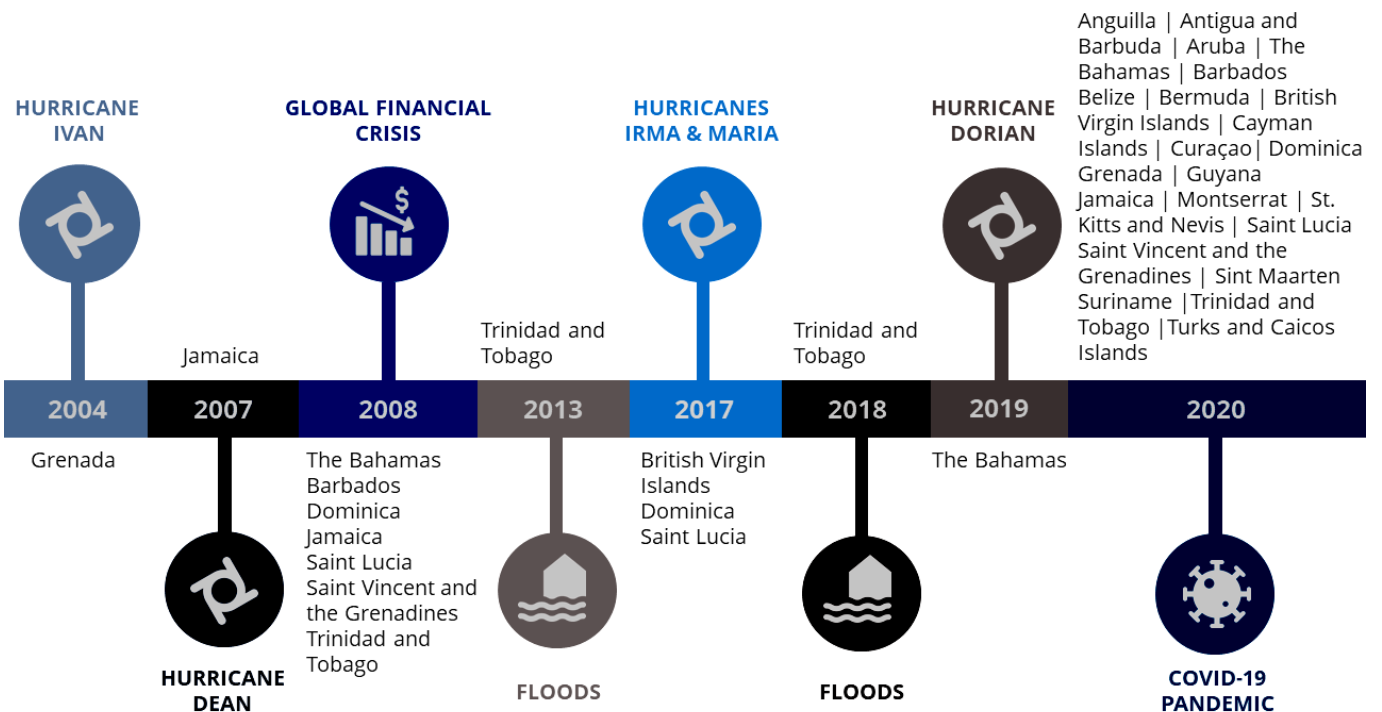 HURRICANE
IVAN
2004
Grenada
Jamaica
2007
HURRICANE
DEAN
GLOBAL FINANCIAL
CRISIS
$
2008
The Bahamas
Barbados
Dominica
Jamaica
Saint Lucia
Saint Vincent and
the Grenadines
Trinidad and
Tobago
Trinidad and
Tobago
2013
FLOODS
HURRICANES
IRMA & MARIA
2017
British Virgin
Islands
Dominica
Saint Lucia
Trinidad and
Tobago
2018
FLOODS
HURRICANE
DORIAN
2019
The Bahamas
Anguilla | Antigua and
Barbuda | Aruba | The
Bahamas | Barbados
Belize | Bermuda | British
Virgin Islands | Cayman
Islands | Curaçao| Dominica
Grenada | Guyana
Jamaica | Montserrat | St.
Kitts and Nevis | Saint Lucia
Saint Vincent and the
Grenadines | Sint Maarten
Suriname |Trinidad and
Tobago |Turks and Caicos
Islands
2020
COVID-19
PANDEMIC